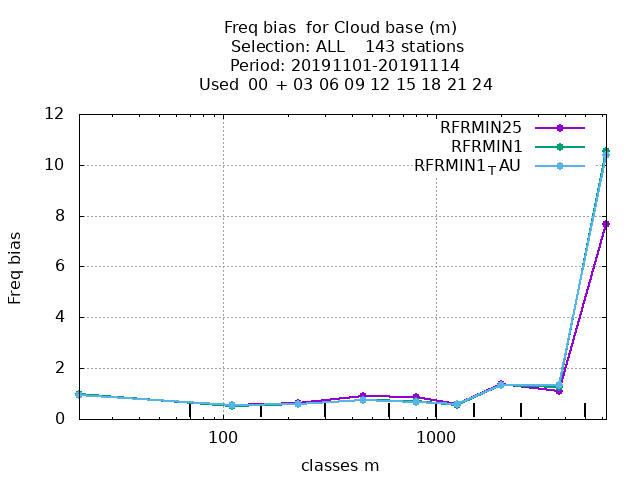 Freq bias  for Cloud base (m)
Selection: ALL    143 stations
Period: 20191101-20191114
Used  00 + 03 06 09 12 15 18 21 24
12
10
8
6
4
2
0
Freq bias
RFRMIN25
RFRMIN1
RFRMIN1TAU
100
1000
classes m